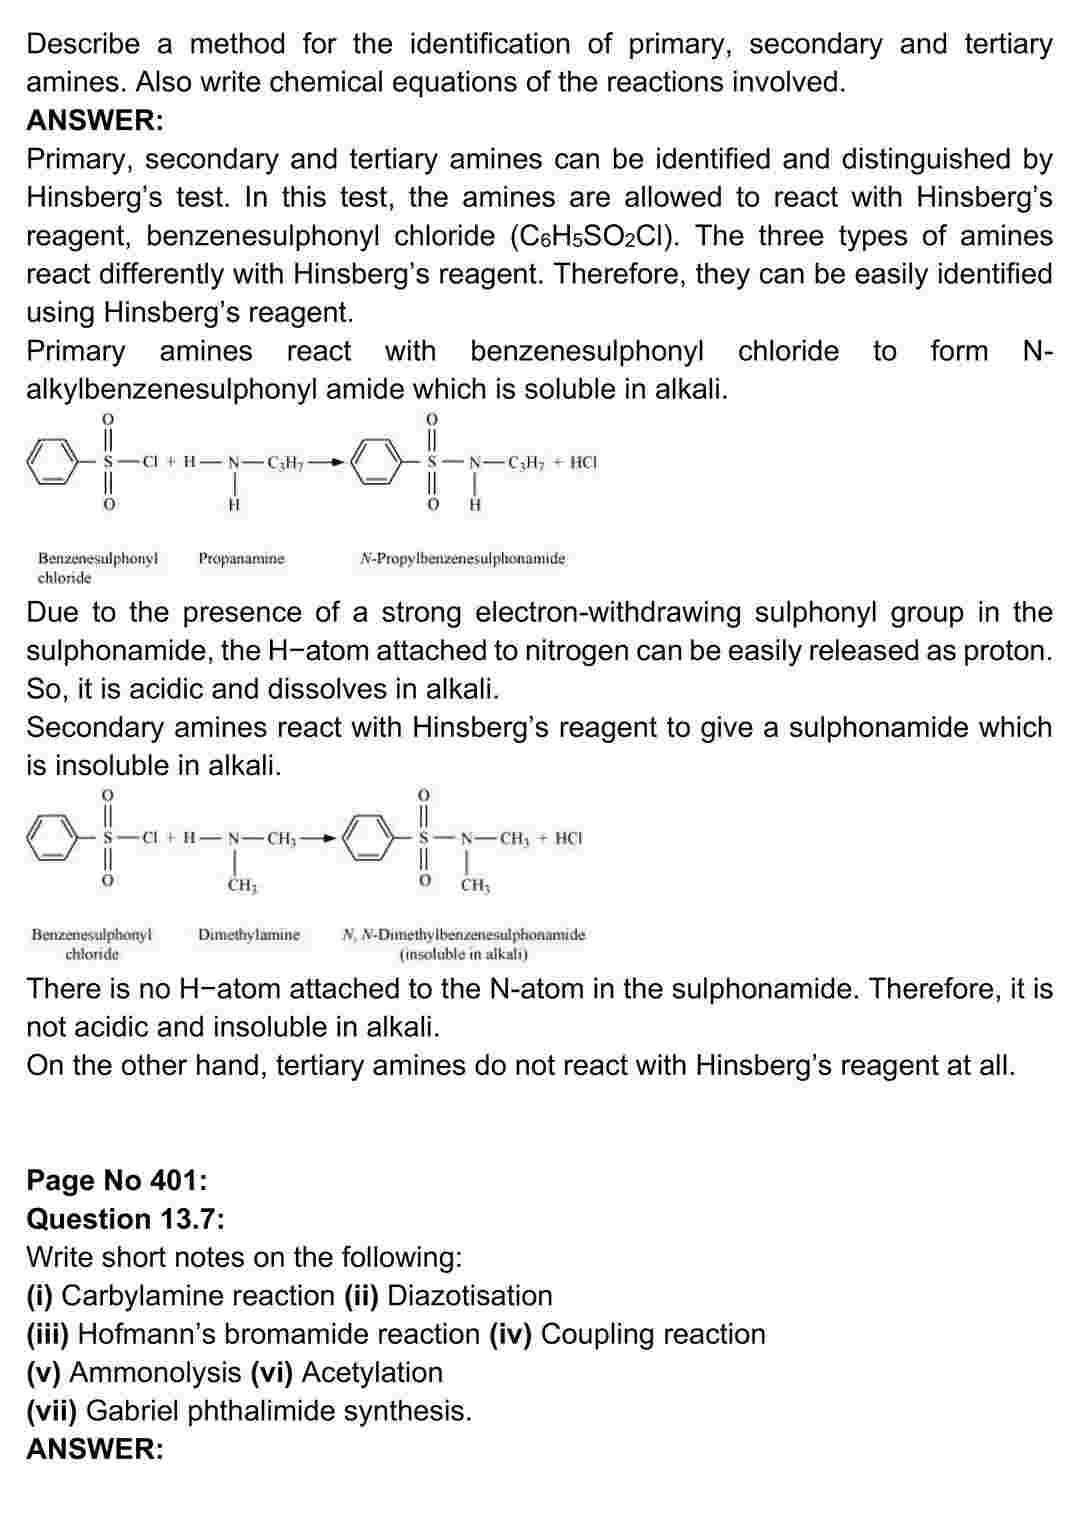 Describe a method for the identification of primary, secondary and tertiary
amines. Also write chemical equations of the reactions involved.
ANSWER:
Primary, secondary and tertiary amines can be identified and distinguished by
Hinsberg’s test. In this test, the amines are allowed to react with Hinsberg’s
reagent, benzenesulphonyl chloride (C6H5SO2Cl). The three types of amines
react differently with Hinsberg’s reagent. Therefore, they can be easily identified
using Hinsberg’s reagent.
Primary amines react with benzenesulphonyl chloride to form N-
alkylbenzenesulphonyl amide which is soluble in alkali.
O O
S—Cl + H—N—C3H7 S—N—C3H7 + HCl
O H O H
Benzenesulphonyl Propanamine N-Propylbenzenesulphonamide
chloride
Due to the presence of a strong electron-withdrawing sulphonyl group in the
sulphonamide, the H−atom attached to nitrogen can be easily released as proton.
So, it is acidic and dissolves in alkali.
Secondary amines react with Hinsberg’s reagent to give a sulphonamide which
is insoluble in alkali.
O O
S—Cl + H—N—CH3 S—N—CH3 + HCl
O CH3 O CH3
Benzenesulphonyl Dimethylamine N, N-Dimethylbenzenesulphonamide
chloride (insoluble in alkali)
There is no H−atom attached to the N-atom in the sulphonamide. Therefore, it is
not acidic and insoluble in alkali.
On the other hand, tertiary amines do not react with Hinsberg’s reagent at all.
Page No 401:
Question 13.7:
Write short notes on the following:
(i) Carbylamine reaction (ii) Diazotisation
(iii) Hofmann’s bromamide reaction (iv) Coupling reaction
(v) Ammonolysis (vi) Acetylation
(vii) Gabriel phthalimide synthesis.
ANSWER: